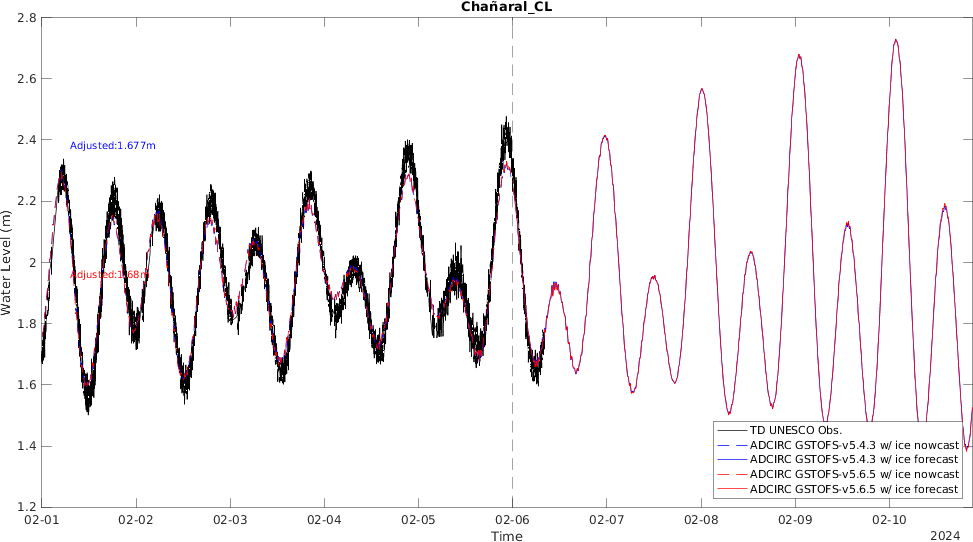 Chañaral_CL
2.8
2.6
2.4
2.2
2
1.8
1.6
1.4
1.2
Water Level (m)
Adjusted:1.677m
Adjusted:1.68m
TD UNESCO Obs.
ADCIRC GSTOFS-v5.4.3 w/ ice nowcast
ADCIRC GSTOFS-v5.4.3 w/ ice forecast
ADCIRC GSTOFS-v5.6.5 w/ ice nowcast
ADCIRC GSTOFS-v5.6.5 w/ ice forecast
02-01 02-02 02-03 02-04 02-05 02-06 02-07 02-08 02-09 02-10
Time
2024